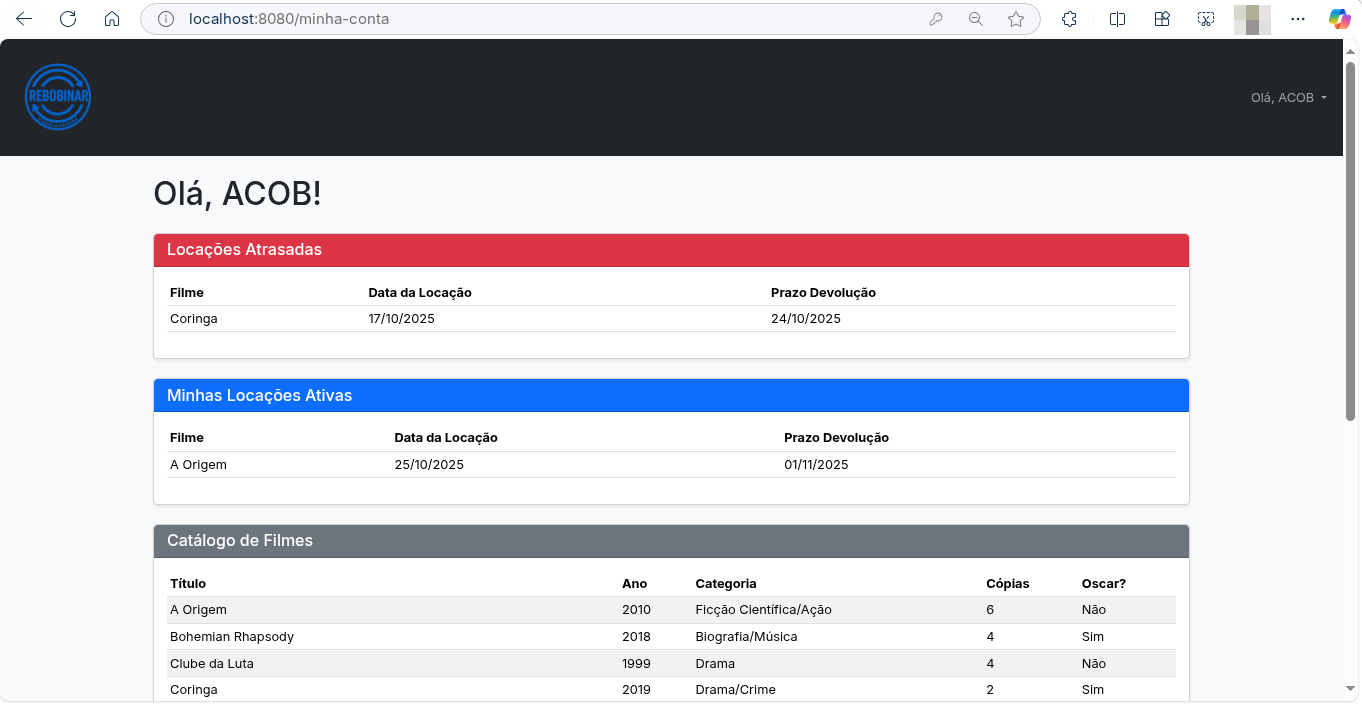 localhost:8080/minha-conta
REBOBINAR
Olá, ACOB
Olá, ACOB!
Locações Atrasadas
Filme Data da Locação Prazo Devolução
Coringa 17/10/2025 24/10/2025
Minhas Locações Ativas
Filme Data da Locação Prazo Devolução
A Origem 25/10/2025 01/11/2025
Catálogo de Filmes
Título Ano Categoria Cópias Oscar?
A Origem 2010 Ficção Científica/Ação 6 Não
Bohemian Rhapsody 2018 Biografia/Música 4 Sim
Clube da Luta 1999 Drama 4 Não
Coringa 2019 Drama/Crime 2 Sim